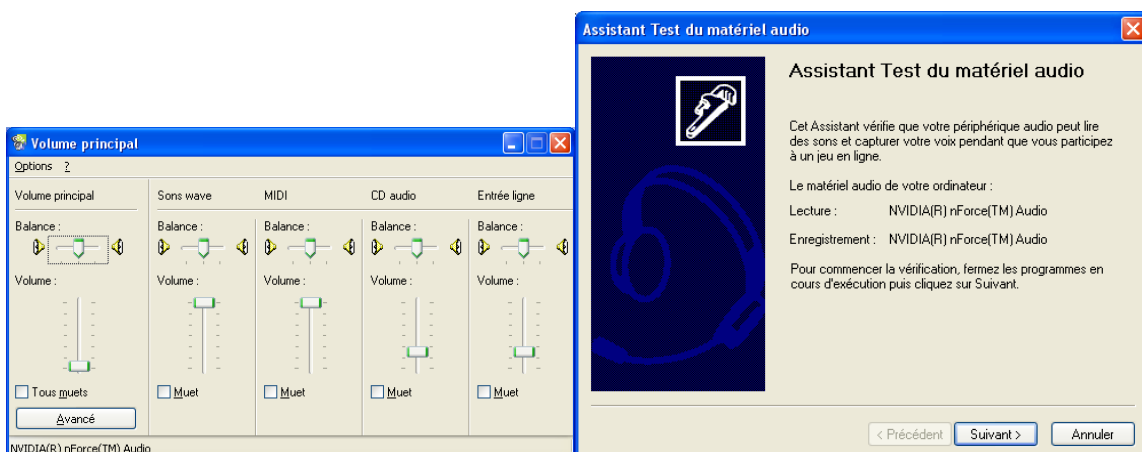 Volume principal
Options ?
Volume principal
Balance :
Volume :
Tous muets
Avancé
Sons wave
Balance :
Volume :
Muet
MIDI
Balance :
Volume :
Muet
CD audio
Balance :
Volume :
Muet
Entrée ligne
Balance :
Volume :
Muet
NVIDIA(R) nForce(TM) Audio
Assistant Test du matériel audio
Assistant Test du matériel audio
Cet Assistant vérifie que votre périphérique audio peut lire
des sons et capturer votre voix pendant que vous participez
à un jeu en ligne.
Le matériel audio de votre ordinateur :
Lecture : NVIDIA(R) nForce(TM) Audio
Enregistrement : NVIDIA(R) nForce(TM) Audio
Pour commencer la vérification, fermez les programmes en
cours d'exécution puis cliquez sur Suivant.
< Précédent Suivant > Annuler